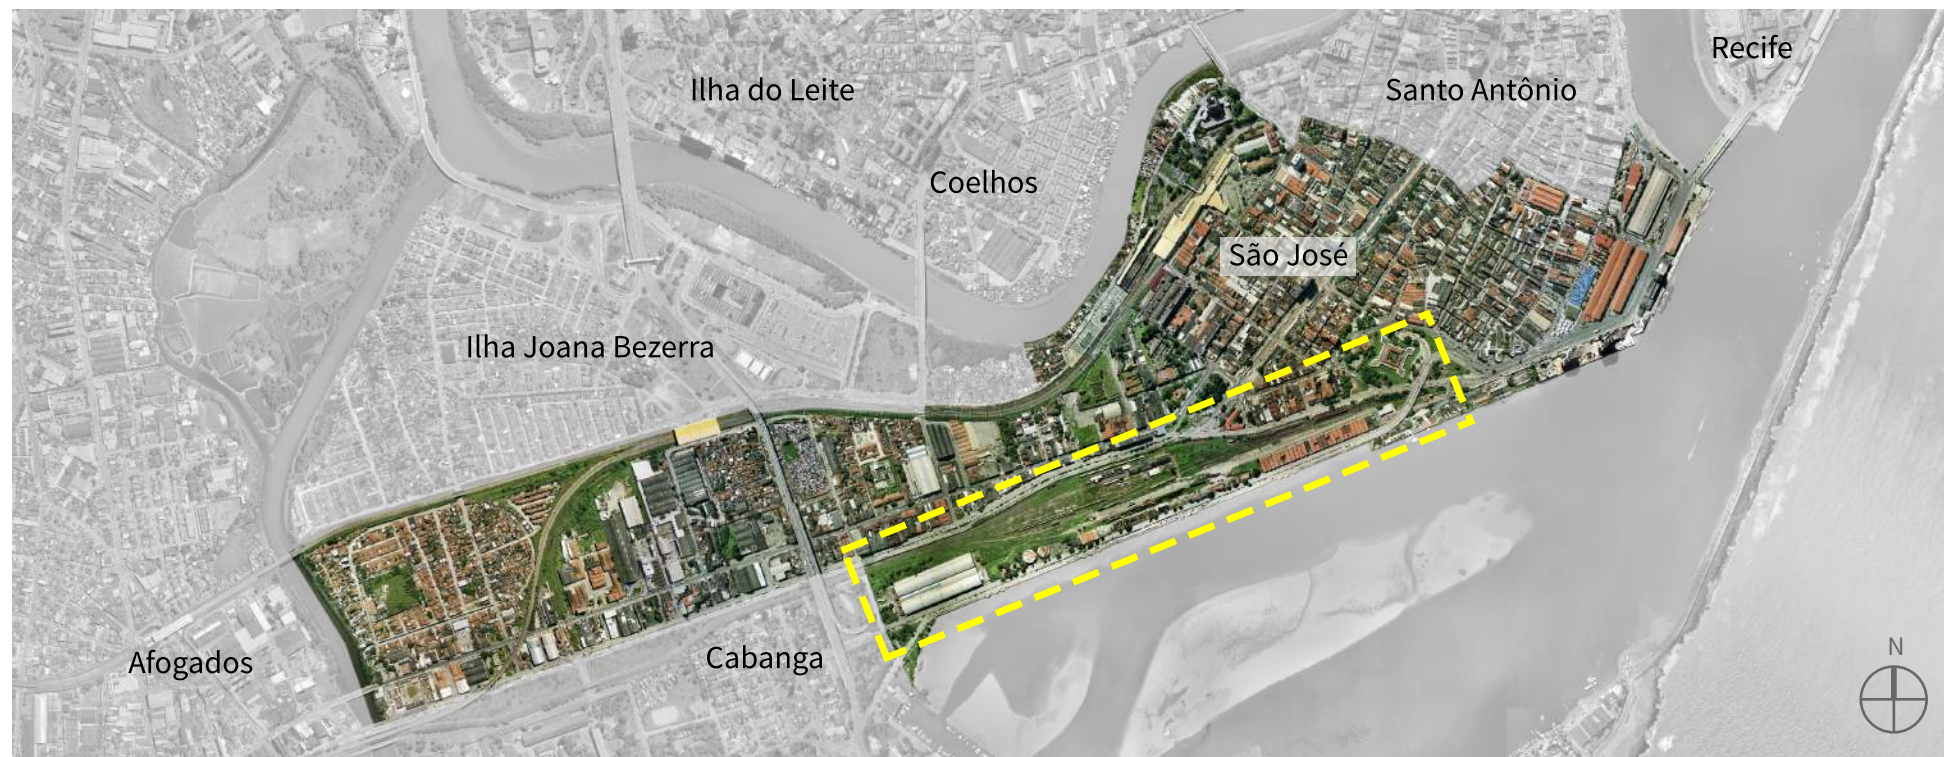 Recife
Ilha do Leite
Santo Antônio
Coelhos
São José
Ilha Joana Bezerra
Afogados
Cabanga
N